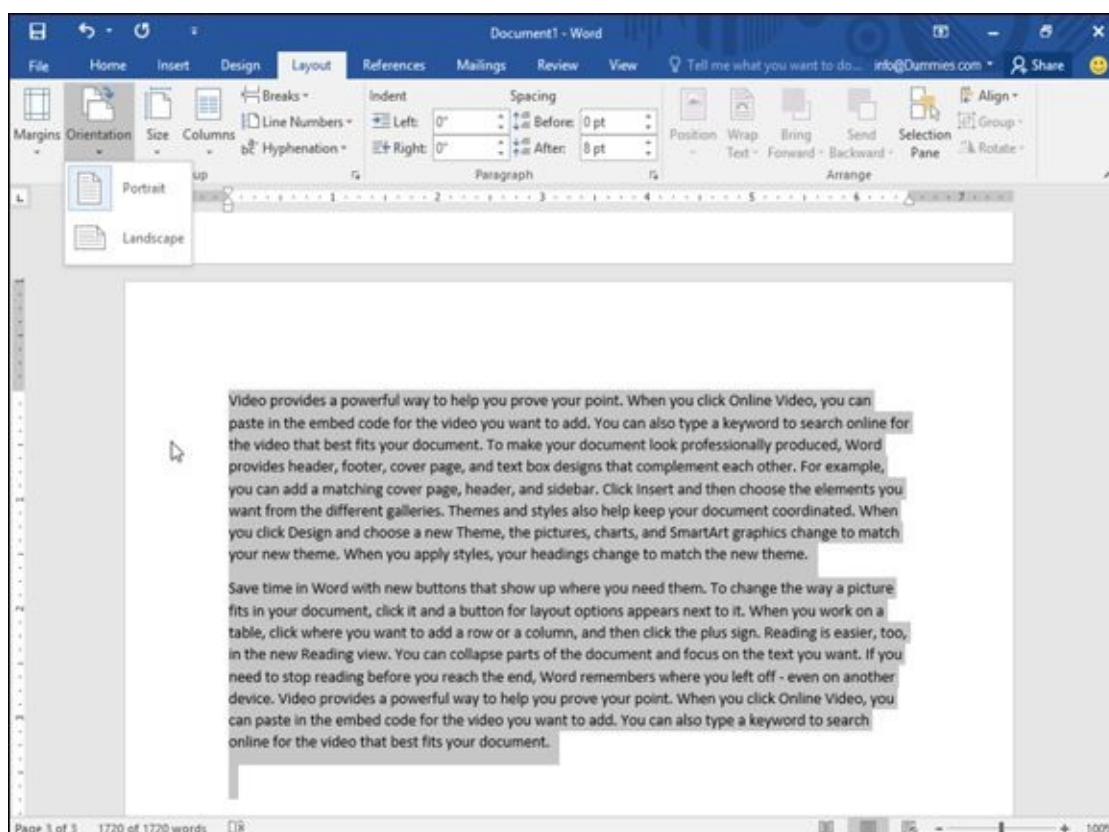 Document1 - Word
File Home Insert Design Layout References Mailings Review View Tell me what you want to do... info@Dummies.com Share
Margins Orientation Size Columns
Breaks
Line Numbers
Hyphenation
Indent
Left: 0"
Right: 0"
Spacing
Before: 0 pt
After: 8 pt
Paragraph
Position Wrap Text Bring Forward Send Backward Selection Pane
Align
Group
Rotate
Arrange
up
Portrait
Landscape
L 1 2 3 4 5 6 7
Video provides a powerful way to help you prove your point. When you click Online Video, you can
paste in the embed code for the video you want to add. You can also type a keyword to search online for
the video that best fits your document. To make your document look professionally produced, Word
provides header, footer, cover page, and text box designs that complement each other. For example,
you can add a matching cover page, header, and sidebar. Click Insert and then choose the elements you
want from the different galleries. Themes and styles also help keep your document coordinated. When
you click Design and choose a new Theme, the pictures, charts, and SmartArt graphics change to match
your new theme. When you apply styles, your headings change to match the new theme.
Save time in Word with new buttons that show up where you need them. To change the way a picture
fits in your document, click it and a button for layout options appears next to it. When you work on a
table, click where you want to add a row or a column, and then click the plus sign. Reading is easier, too,
in the new Reading view. You can collapse parts of the document and focus on the text you want. If you
need to stop reading before you reach the end, Word remembers where you left off - even on another
device. Video provides a powerful way to help you prove your point. When you click Online Video, you
can paste in the embed code for the video you want to add. You can also type a keyword to search
online for the video that best fits your document.
Page 3 of 3 1720 of 1720 words 100%